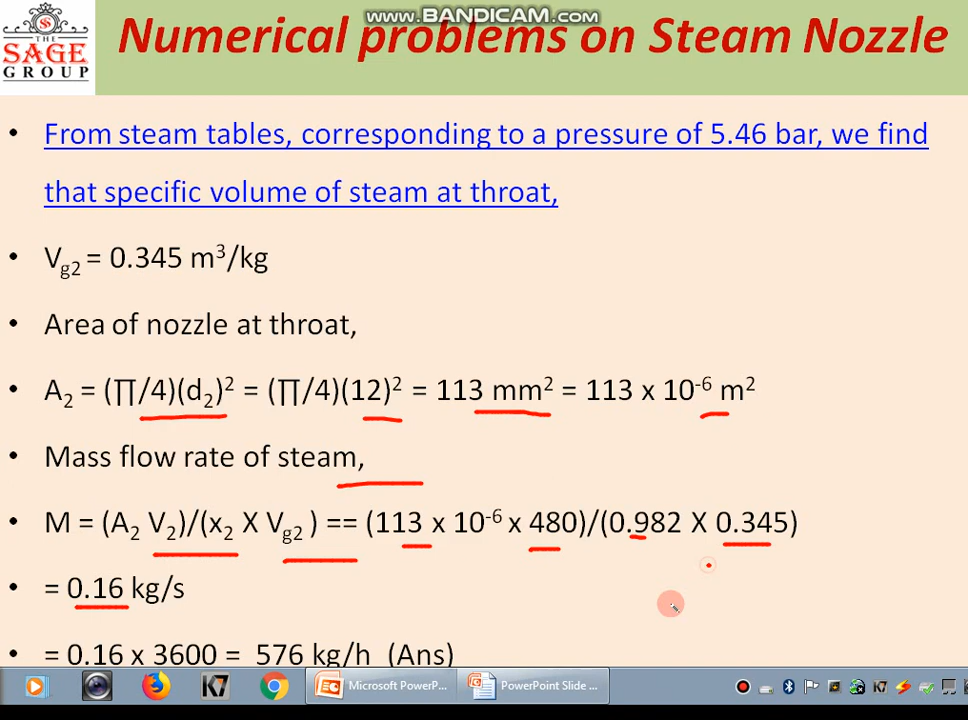 www.BANDICAM.com
THE
SAGE
GROUP
Numerical problems on Steam Nozzle
• From steam tables, corresponding to a pressure of 5.46 bar, we find
that specific volume of steam at throat,
• Vg2 = 0.345 m³/kg
• Area of nozzle at throat,
• A₂ = (∏/4)(d₂)² = (∏/4)(12)² = 113 mm² = 113 x 10⁻⁶ m²
• Mass flow rate of steam,
• M = (A₂ V₂)/(x₂ X Vg2 ) == (113 x 10⁻⁶ x 480)/(0.982 X 0.345)
• = 0.16 kg/s
= 0.16 x 3600 = 576 kg/h (Ans)
Microsoft PowerP...
PowerPoint Slide ...